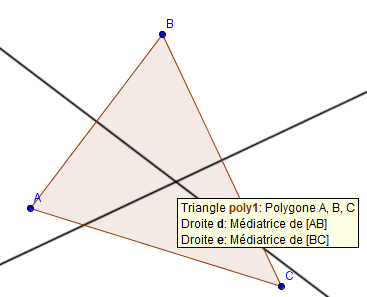 B
A
Triangle poly1: Polygone A, B, C
Droite d: Médiatrice de [AB]
Droite e: Médiatrice de [BC]
C